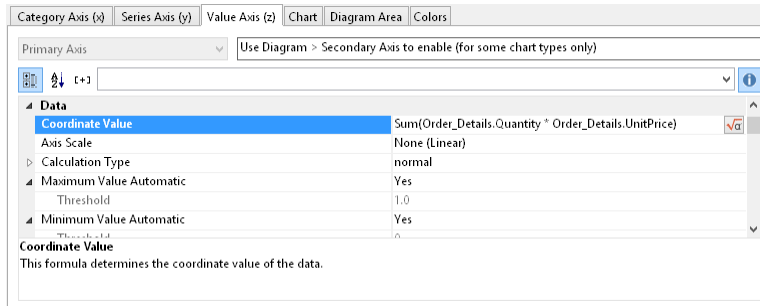 Category Axis (x) Series Axis (y) Value Axis (z) Chart Diagram Area Colors
Primary Axis Use Diagram > Secondary Axis to enable (for some chart types only)
Data
Coordinate Value Sum(Order_Details.Quantity * Order_Details.UnitPrice)
Axis Scale None (Linear)
Calculation Type normal
Maximum Value Automatic Yes
Threshold 1.0
Minimum Value Automatic Yes
Threshold 0
Coordinate Value
This formula determines the coordinate value of the data.